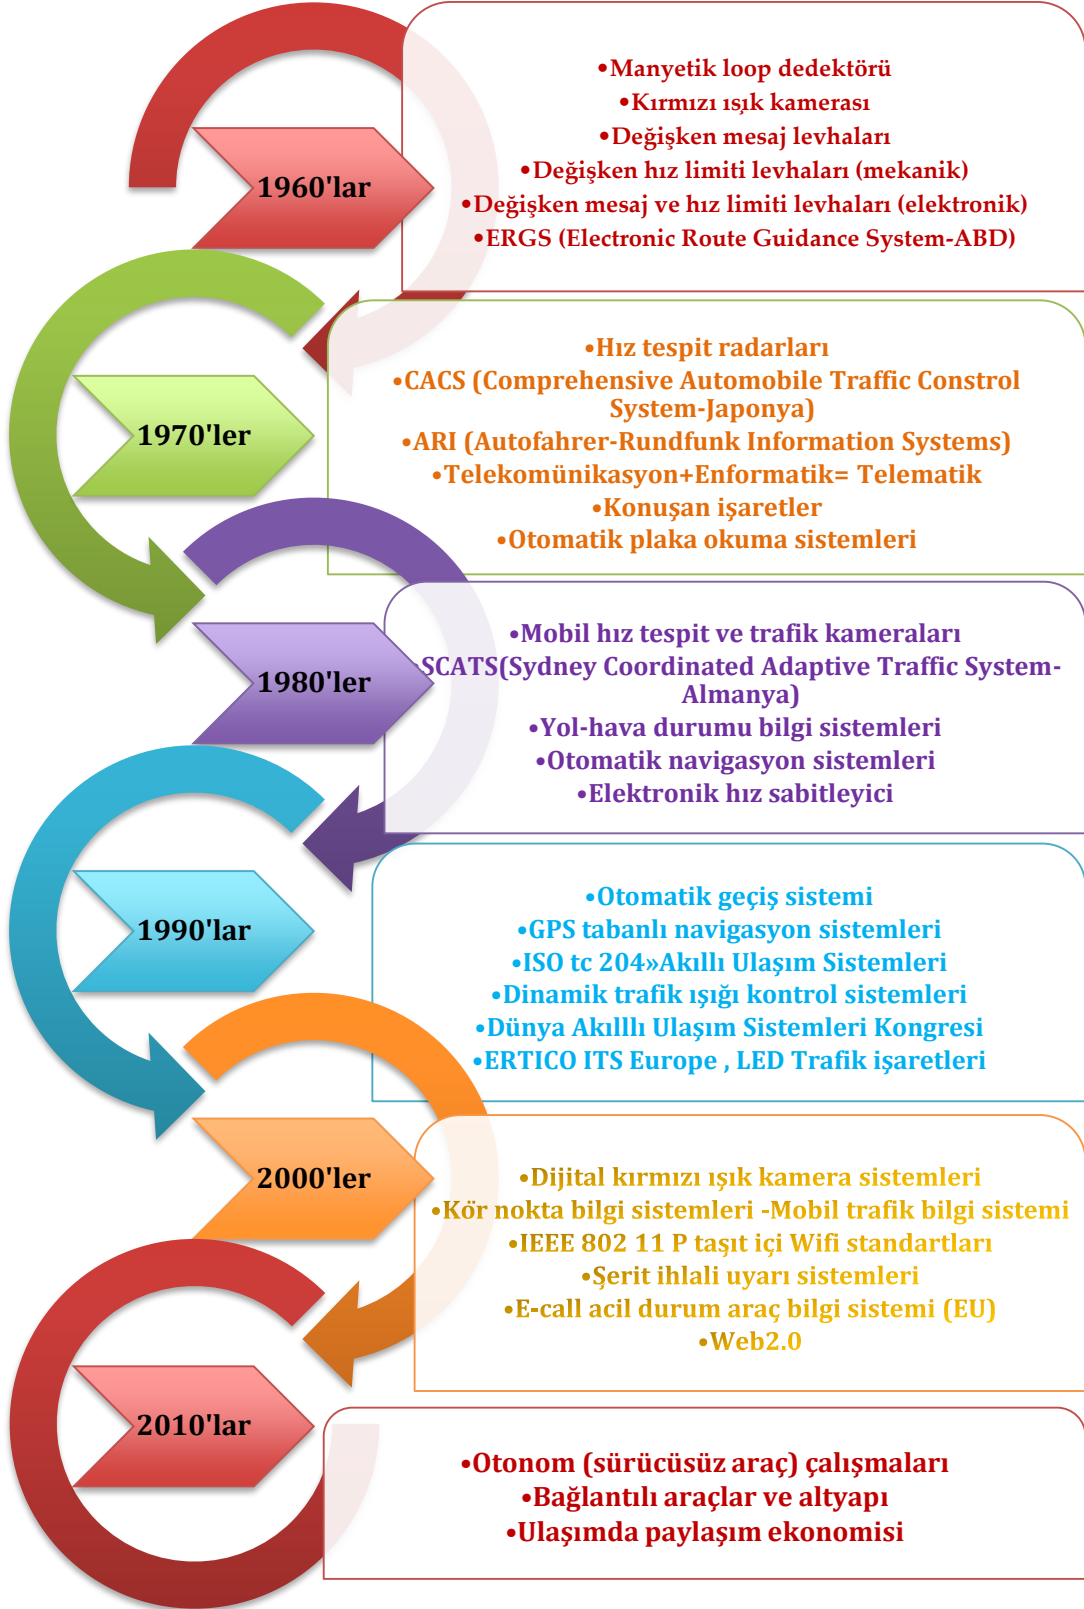 1960'lar
•Manyetik loop dedektörü
•Kırmızı ışık kamerası
•Değişken mesaj levhaları
•Değişken hız limiti levhaları (mekanik)
•Değişken mesaj ve hız limiti levhaları (elektronik)
•ERGS (Electronic Route Guidance System-ABD)
1970'ler
•Hız tespit radarları
•CACS (Comprehensive Automobile Traffic Constrol
System-Japonya)
•ARI (Autofahrer-Rundfunk Information Systems)
•Telekomünikasyon+Enformatik= Telematik
•Konuşan işaretler
•Otomatik plaka okuma sistemleri
1980'ler
•Mobil hız tespit ve trafik kameraları
•SCATS(Sydney Coordinated Adaptive Traffic System-
Almanya)
•Yol-hava durumu bilgi sistemleri
•Otomatik navigasyon sistemleri
•Elektronik hız sabitleyici
1990'lar
•Otomatik geçiş sistemi
•GPS tabanlı navigasyon sistemleri
•ISO tc 204»Akıllı Ulaşım Sistemleri
•Dinamik trafik ışığı kontrol sistemleri
•Dünya Akılllı Ulaşım Sistemleri Kongresi
•ERTICO ITS Europe , LED Trafik işaretleri
2000'ler
•Dijital kırmızı ışık kamera sistemleri
•Kör nokta bilgi sistemleri -Mobil trafik bilgi sistemi
•IEEE 802 11 P taşıt içi Wifi standartları
•Şerit ihlali uyarı sistemleri
•E-call acil durum araç bilgi sistemi (EU)
•Web2.0
2010'lar
•Otonom (sürücüsüz araç) çalışmaları
•Bağlantılı araçlar ve altyapı
•Ulaşımda paylaşım ekonomisi